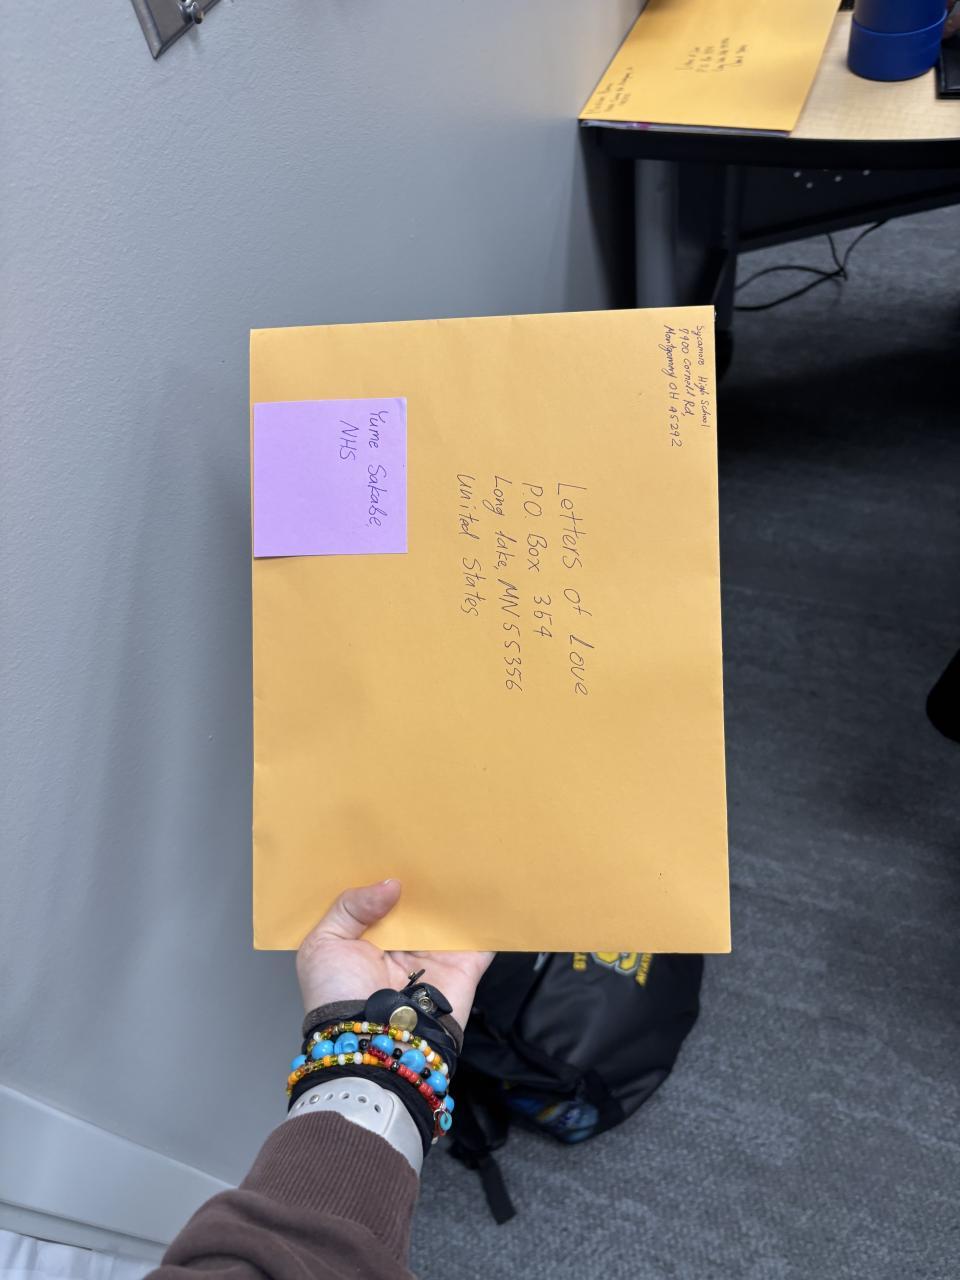 Sycamore High School
7400 Cornell Rd,
Montgomery OH 45242
Letters of Love
P.O. Box 354
Long lake, MN 55356
United States
Yume Sakabe,
NHS